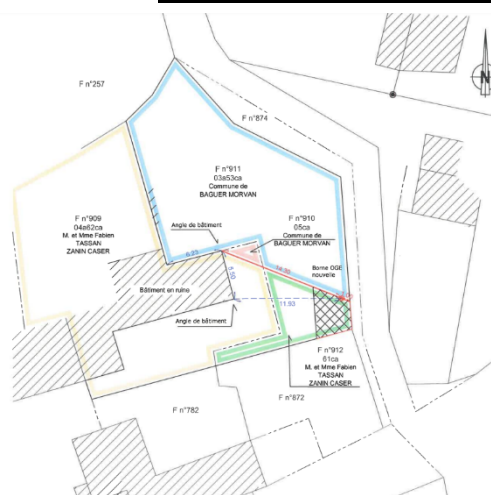 N
F n°257
F n°874
F n°911
03a53ca
Commune de
BAGUER MORVAN
F n°910
05ca
Commune de
BAGUER MORVAN
F n°909
04a62ca
M. et Mme Fabien
TASSAN
ZANIN CASER
Angle de bâtiment
Borne OGE
nouvelle
Bâtiment en ruine
11.93
Angle de bâtiment
F n°912
61ca
M. et Mme Fabien
TASSAN
ZANIN CASER
F n°782
F n°872